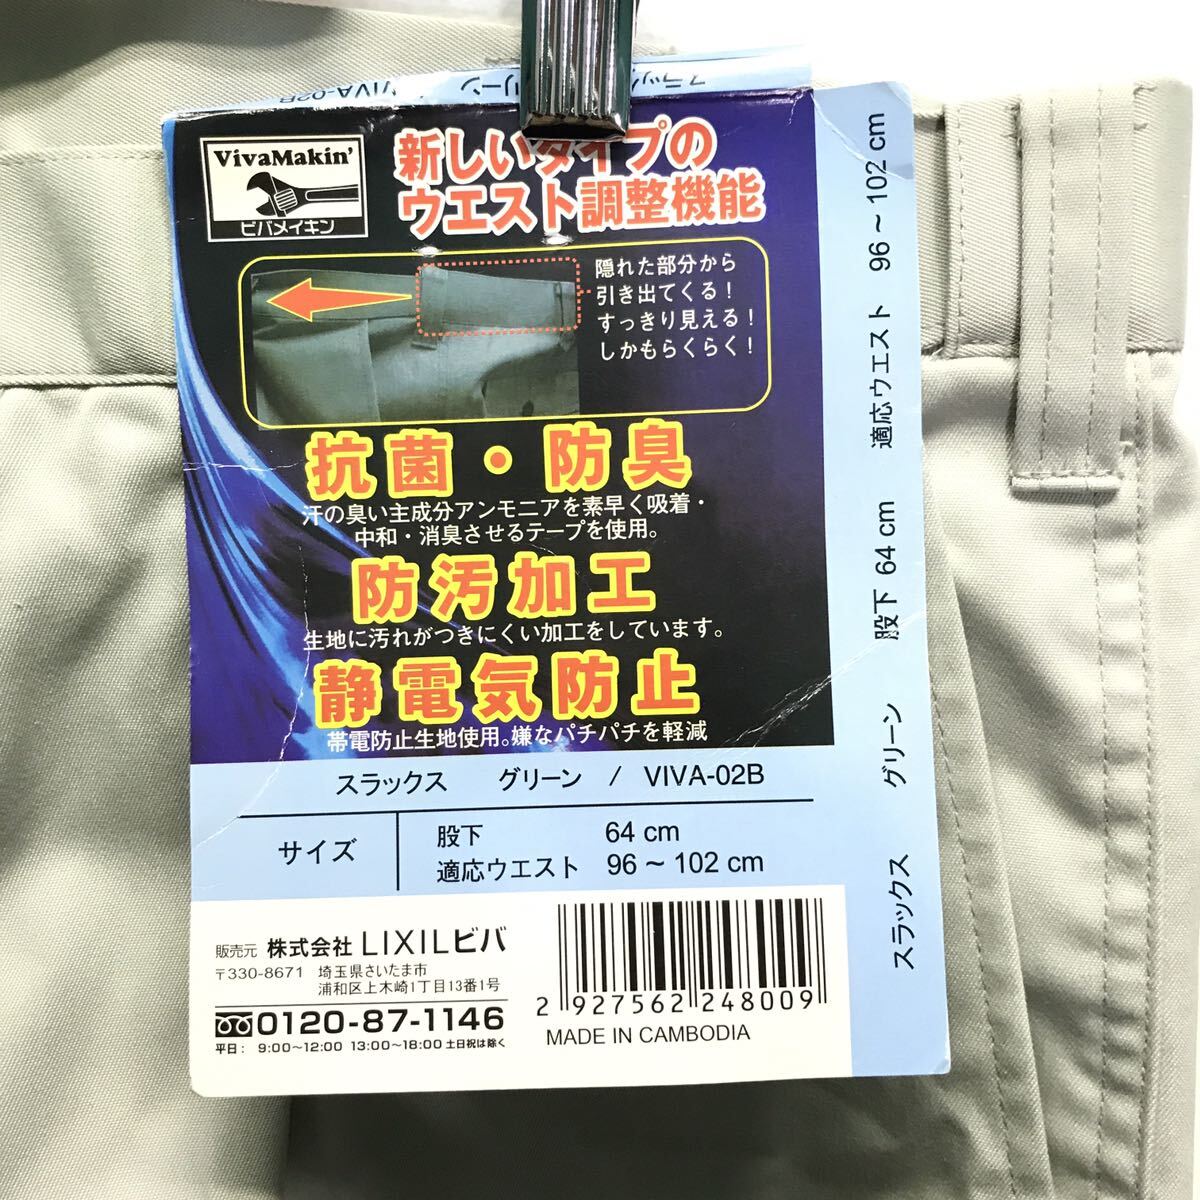 スラックス グリーン / VIVA-02B
VivaMakin'
ビバメイキン
新しいタイプの
ウエスト調整機能
隠れた部分から
引き出てくる！
すっきり見える！
しかもらくらく！
抗菌・防臭
汗の臭い主成分アンモニアを素早く吸着・
中和・消臭させるテープを使用。
防汚加工
生地に汚れがつきにくい加工をしています。
静電気防止
帯電防止生地使用。嫌なパチパチを軽減
スラックス グリーン / VIVA-02B
サイズ
股下 64 cm
適応ウエスト 96～102 cm
販売元 株式会社 LIXILビバ
〒330-8671 埼玉県さいたま市
浦和区上木崎1丁目13番1号
0120-87-1146
平日： 9:00～12:00 13:00～18:00 土日祝は除く
2 927562 248009
MADE IN CAMBODIA
スラックス グリーン 股下 64 cm 適応ウエスト 96～102 cm